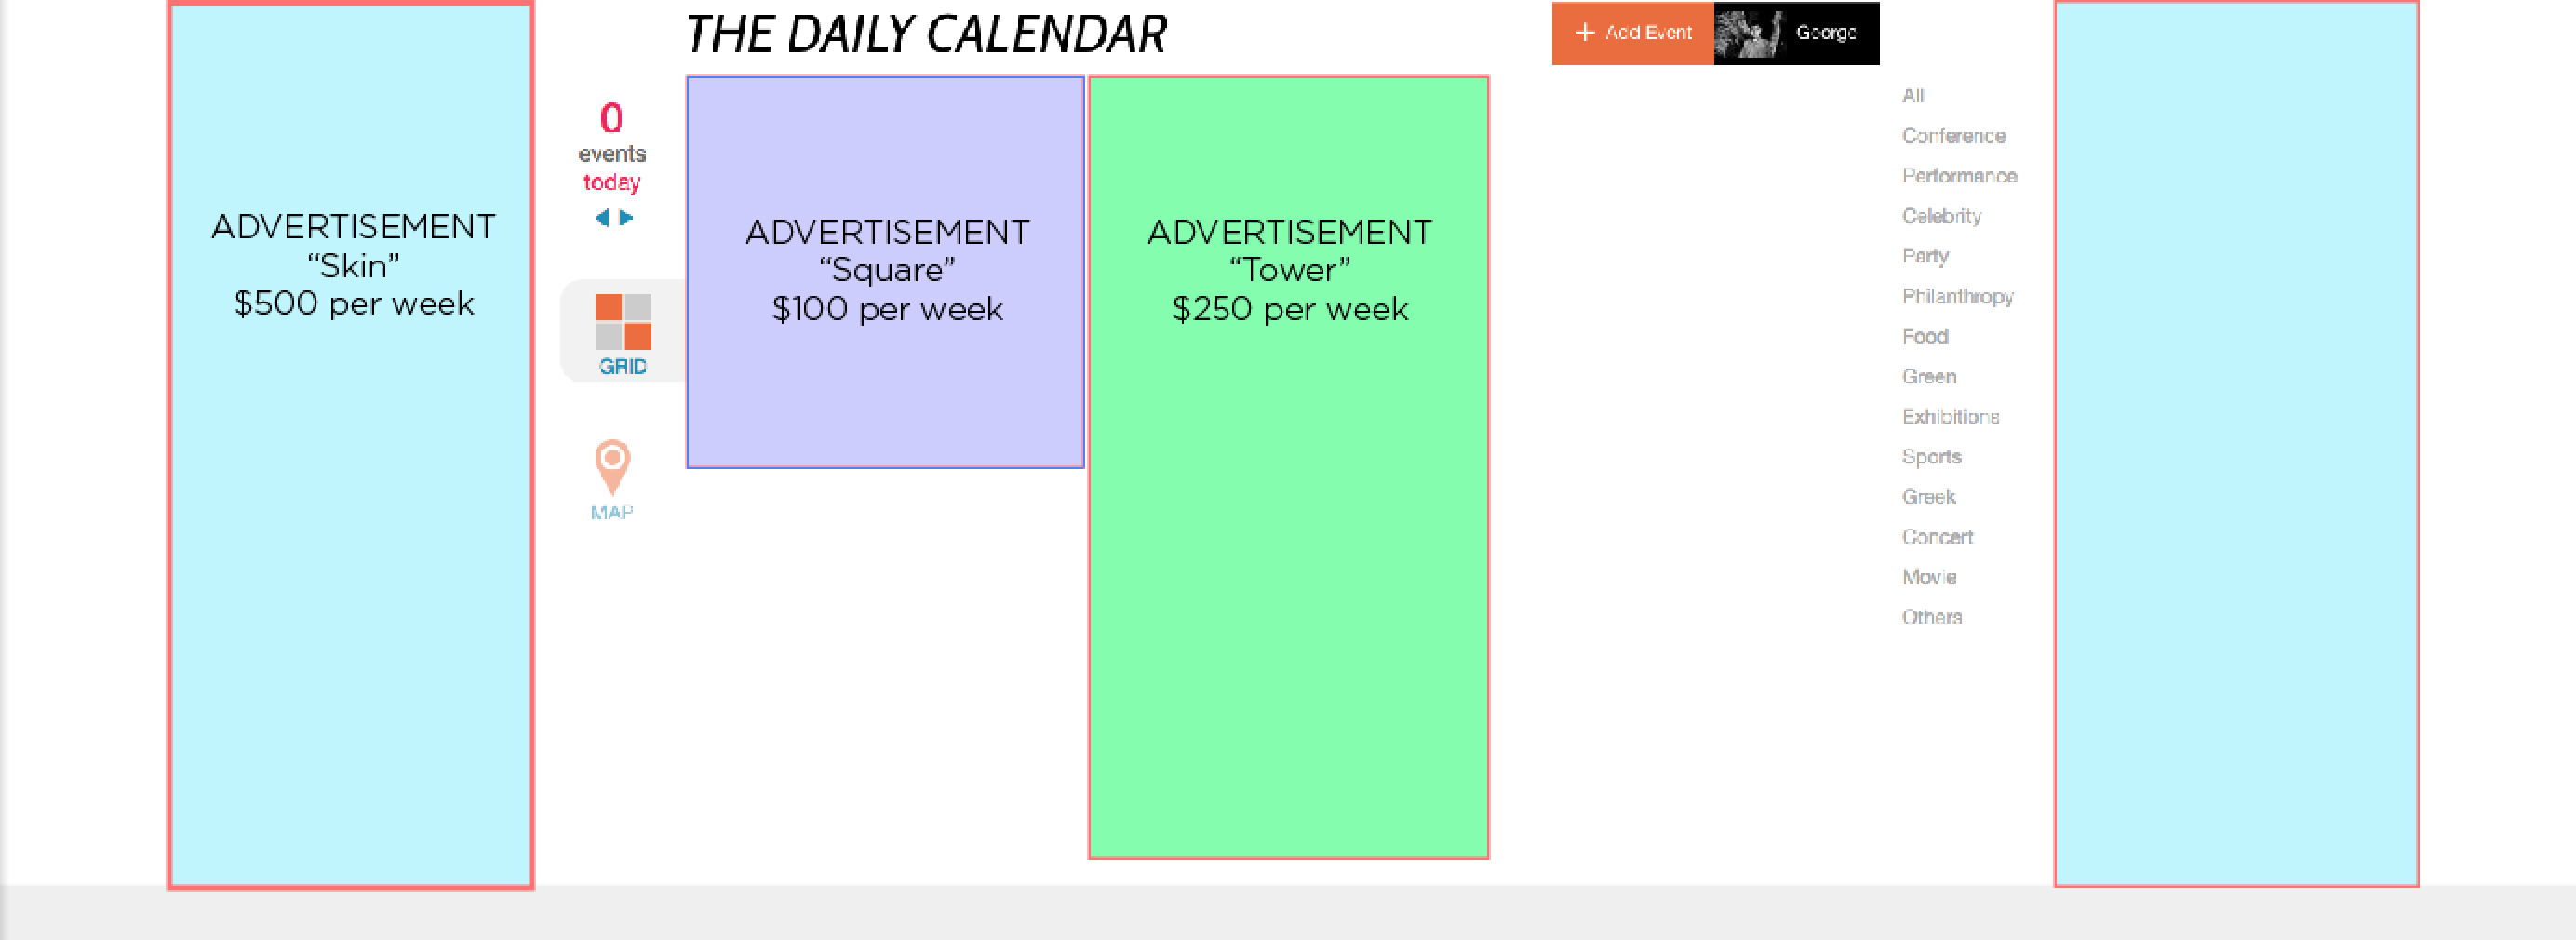 THE DAILY CALENDAR
+ Add Event
George
ADVERTISEMENT
“Skin”
$500 per week
0
events
today
GRID
MAP
ADVERTISEMENT
“Square”
$100 per week
ADVERTISEMENT
“Tower”
$250 per week
All
Conference
Performance
Celebrity
Party
Philanthropy
Food
Green
Exhibitions
Sports
Greek
Concert
Movie
Others